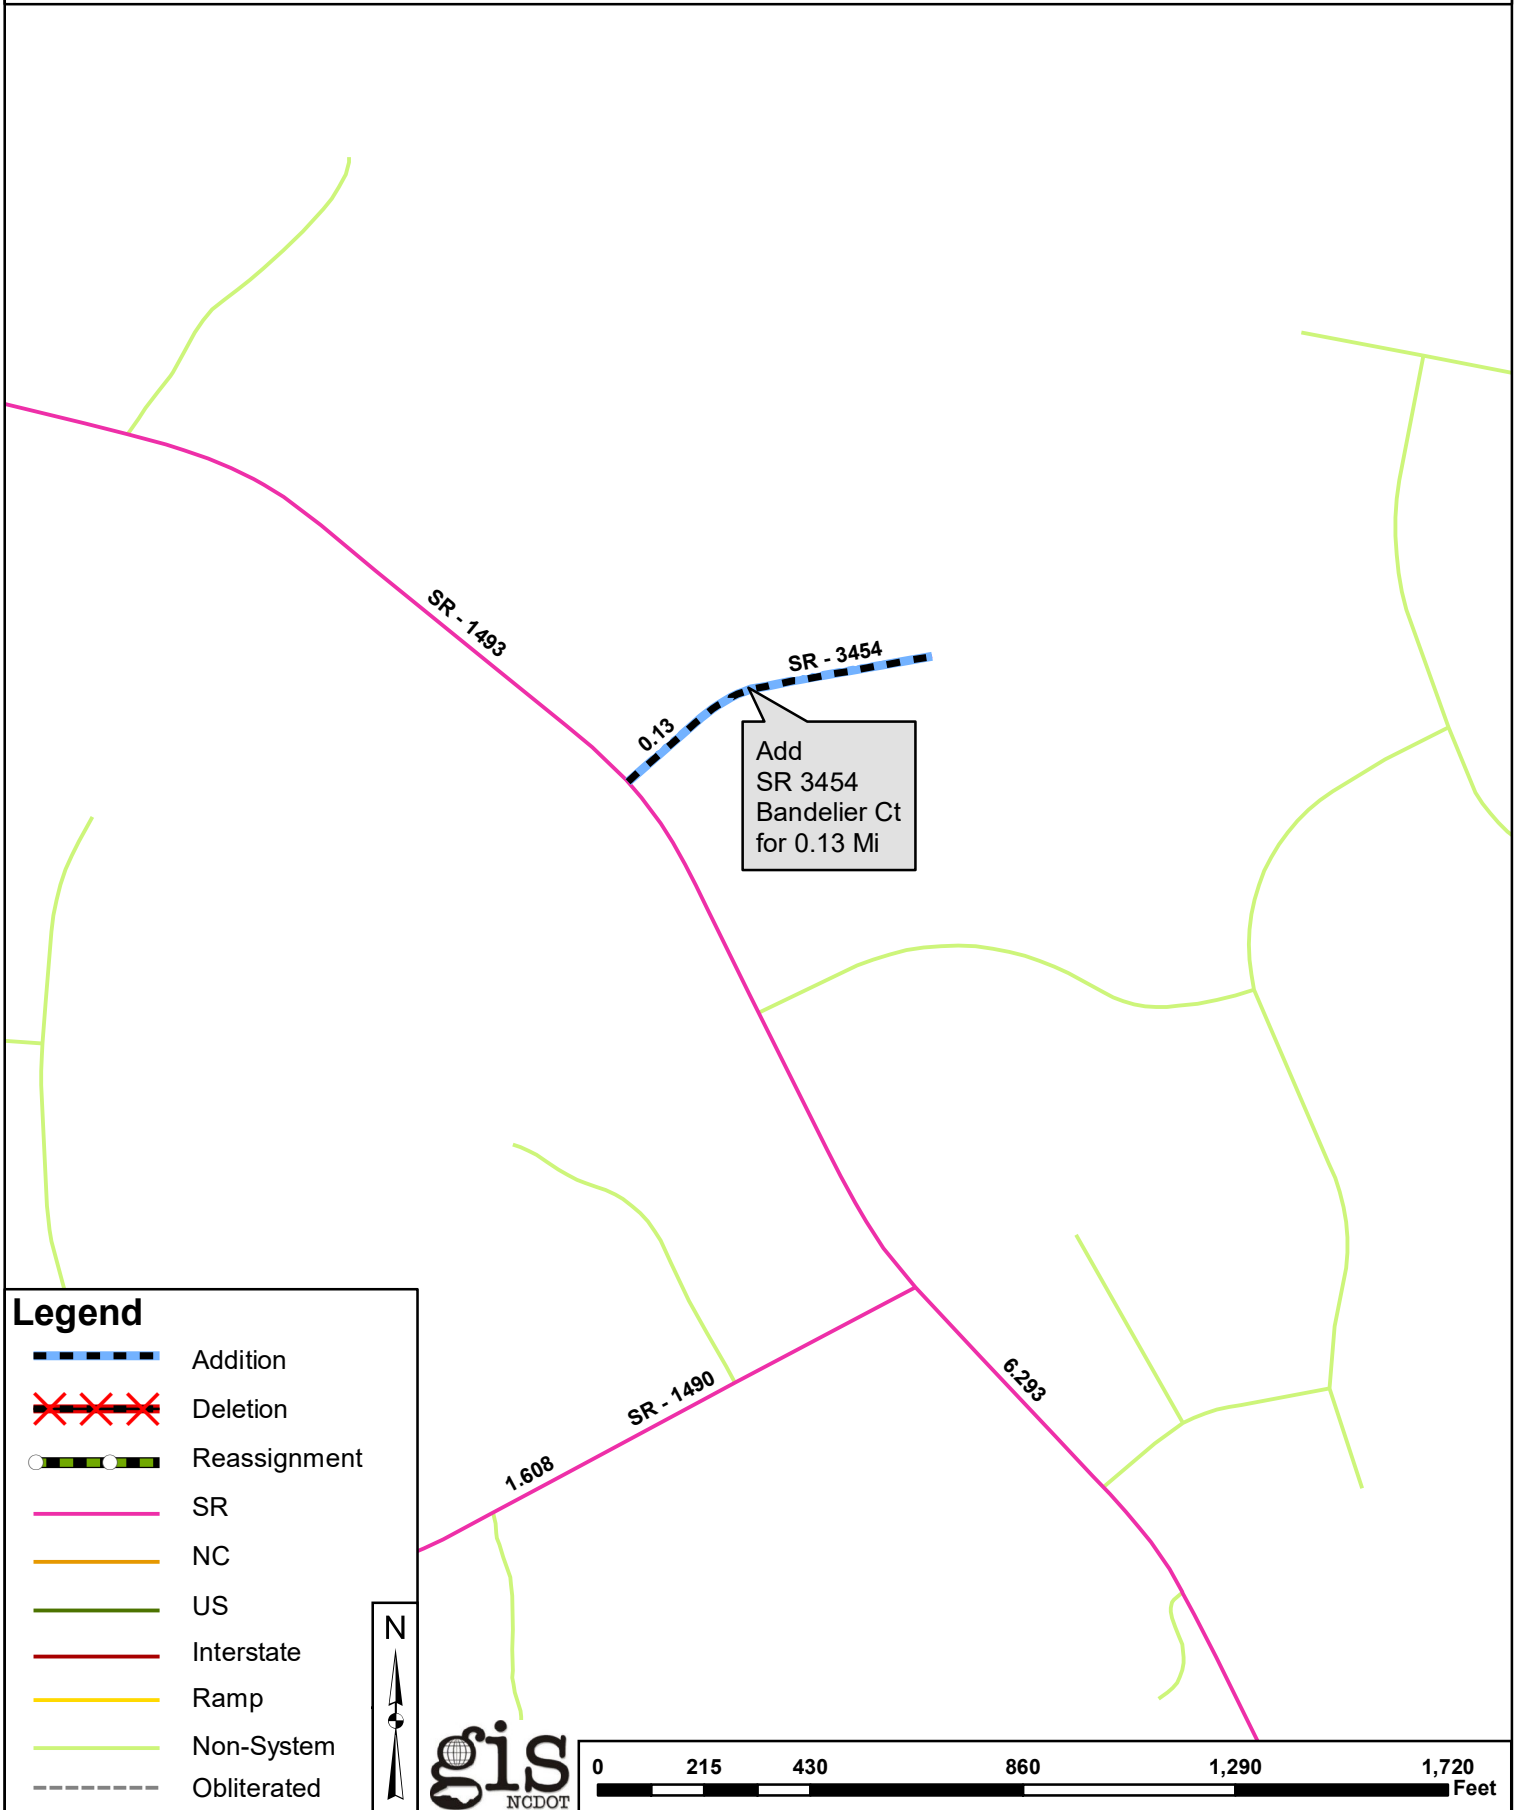 SR - 1493
SR - 3454
0.13
Add
SR 3454
Bandelier Ct
for 0.13 Mi
6.293
SR - 1490
1.608
Legend
Addition
Deletion
Reassignment
SR
NC
US
Interstate
Ramp
Non-System
Obliterated
N
gis
NCDOT
0 215 430 860 1,290 1,720
Feet